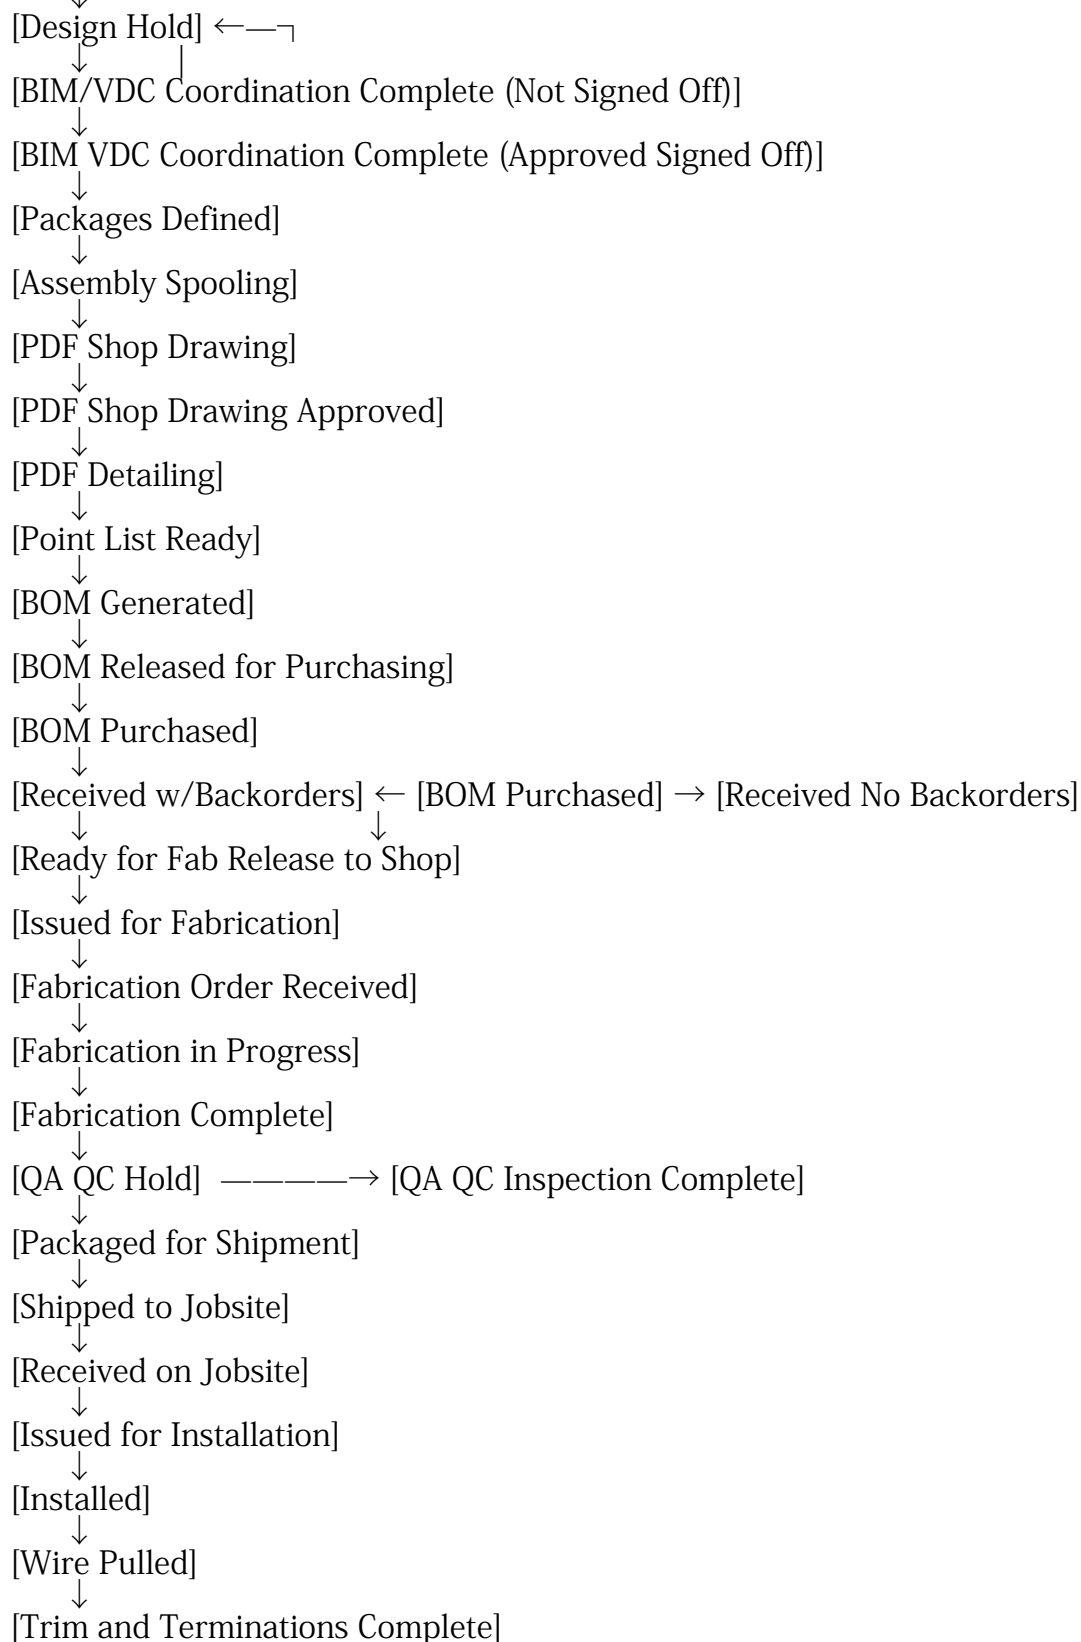 ↓
[Design Hold] ←—┐
↓ |
[BIM/VDC Coordination Complete (Not Signed Off)]
↓
[BIM VDC Coordination Complete (Approved Signed Off)]
↓
[Packages Defined]
↓
[Assembly Spooling]
↓
[PDF Shop Drawing]
↓
[PDF Shop Drawing Approved]
↓
[PDF Detailing]
↓
[Point List Ready]
↓
[BOM Generated]
↓
[BOM Released for Purchasing]
↓
[BOM Purchased]
↓
[Received w/Backorders] ← [BOM Purchased] → [Received No Backorders]
↓ ↓
[Ready for Fab Release to Shop]
↓
[Issued for Fabrication]
↓
[Fabrication Order Received]
↓
[Fabrication in Progress]
↓
[Fabrication Complete]
↓
[QA QC Hold] ————→ [QA QC Inspection Complete]
↓
[Packaged for Shipment]
↓
[Shipped to Jobsite]
↓
[Received on Jobsite]
↓
[Issued for Installation]
↓
[Installed]
↓
[Wire Pulled]
↓
[Trim and Terminations Complete]